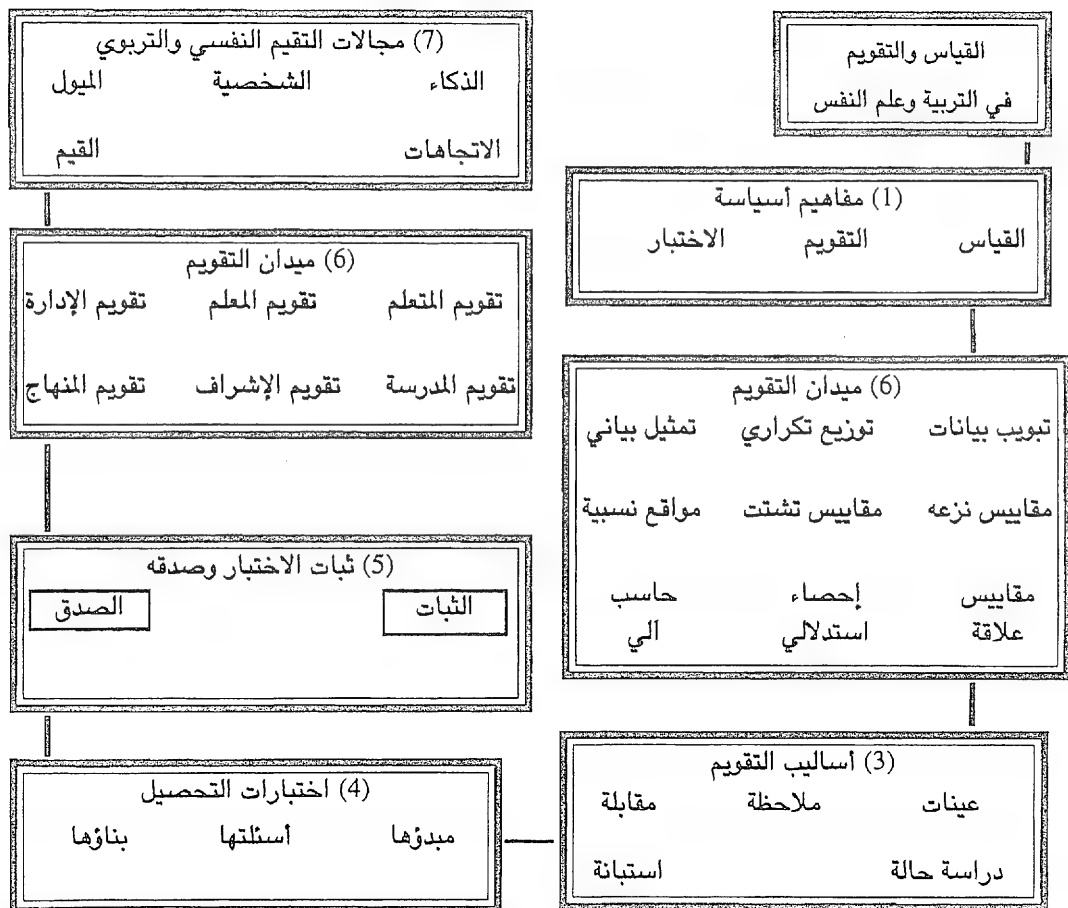 القياس والتقويم
في التربية وعلم النفس
(1) مفاهيم أسياسة
القياس التقويم الاختبار
(6) ميدان التقويم
تبويب بيانات توزيع تكراري تمثيل بياني
مقاييس نزعه مقاييس تشتت مواقع نسبية
مقاييس إحصاء حاسب
علاقة استدلالي آلي
(3) أساليب التقويم
عينات ملاحظة مقابلة
دراسة حالة استبانة
(4) اختبارات التحصيل
مبدؤها أسئلتها بناؤها
(5) ثبات الاختبار وصدقه
الثبات الصدق
(6) ميدان التقويم
تقويم المتعلم تقويم المعلم تقويم الإدارة
تقويم المدرسة تقويم الإشراف تقويم المنهاج
(7) مجالات التقيم النفسي والتربوي
الذكاء الشخصية الميول
الاتجاهات القيم